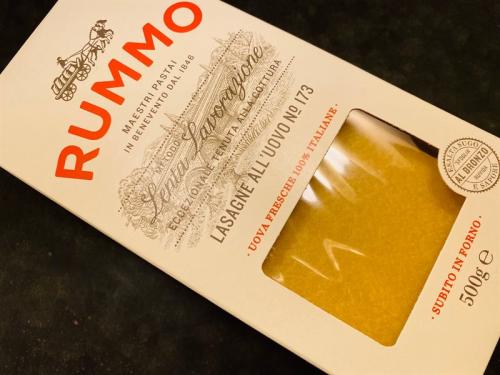 RUMMO
MAESTRI PASTAI
IN BENEVENTO DAL 1846
METODO
Lenta Lavorazione
ECCEZIONALE TENUTA ALLA COTTURA
LASAGNE ALL'UOVO No 173
· UOVA FRESCHE 100% ITALIANE ·
AL BRONZO
E SAPORE
· SUBITO IN FORNO ·
500g e